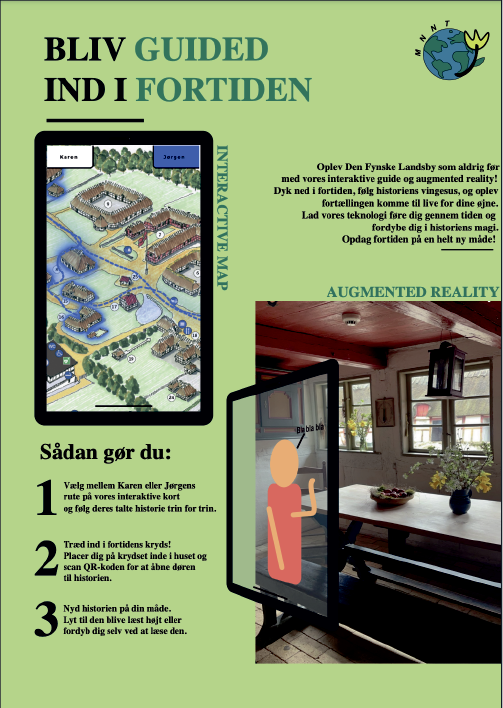 BLIV GUIDED
IND I FORTIDEN
MNNT
Karen
Jørgen
INTERACTIVE MAP
Oplev Den Fynske Landsby som aldrig før
med vores interaktive guide og augmented reality!
Dyk ned i fortiden, følg historiens vingesus, og oplev
fortællingen komme til live for dine øjne.
Lad vores teknologi føre dig gennem tiden og
fordybe dig i historiens magi.
Opdag fortiden på en helt ny måde!
AUGMENTED REALITY
Bla bla bla
Sådan gør du:
1
Vælg mellem Karen eller Jørgens
rute på vores interaktive kort
og følg deres talte historie trin for trin.
2
Træd ind i fortidens kryds!
Placer dig på krydset inde i huset og
scan QR-koden for at åbne døren
til historien.
3
Nyd historien på din måde.
Lyt til den blive læst højt eller
fordyb dig selv ved at læse den.